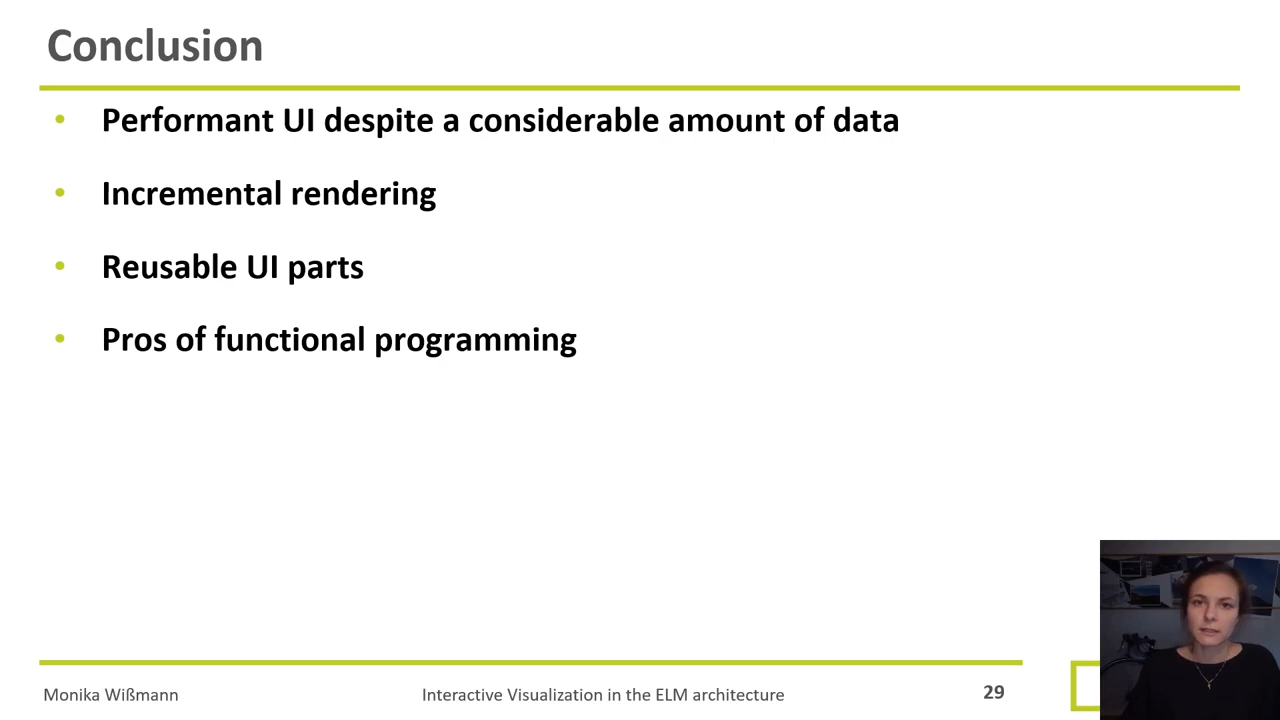 Conclusion
• Performant UI despite a considerable amount of data
• Incremental rendering
• Reusable UI parts
• Pros of functional programming
Monika Wißmann
Interactive Visualization in the ELM architecture
29